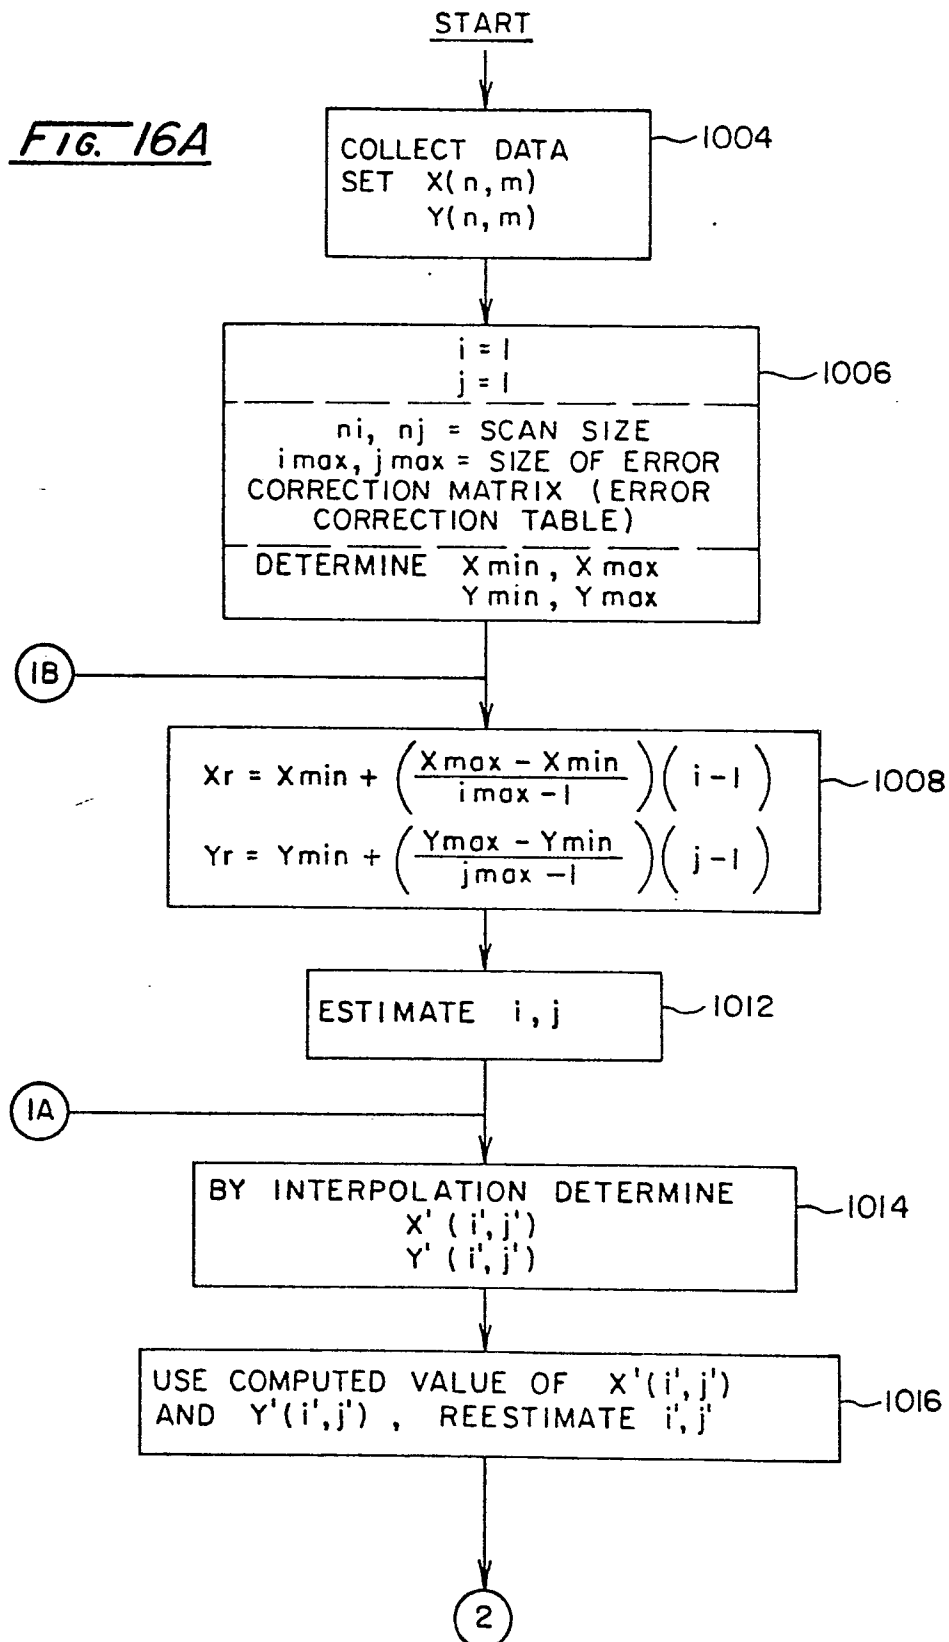 START
FIG. 16A
COLLECT DATA
SET X(n,m)
Y(n,m)
1004
i = 1
j = 1
1006
ni, nj = SCAN SIZE
imax, jmax = SIZE OF ERROR
CORRECTION MATRIX (ERROR
CORRECTION TABLE)
DETERMINE Xmin, Xmax
Ymin, Ymax
1B
Xr = Xmin + (Xmax - Xmin / imax - 1)(i - 1)
Yr = Ymin + (Ymax - Ymin / jmax - 1)(j - 1)
1008
ESTIMATE i, j
1012
1A
BY INTERPOLATION DETERMINE
X' (i', j')
Y' (i', j')
1014
USE COMPUTED VALUE OF X'(i', j')
AND Y'(i', j'), REESTIMATE i', j'
1016
2